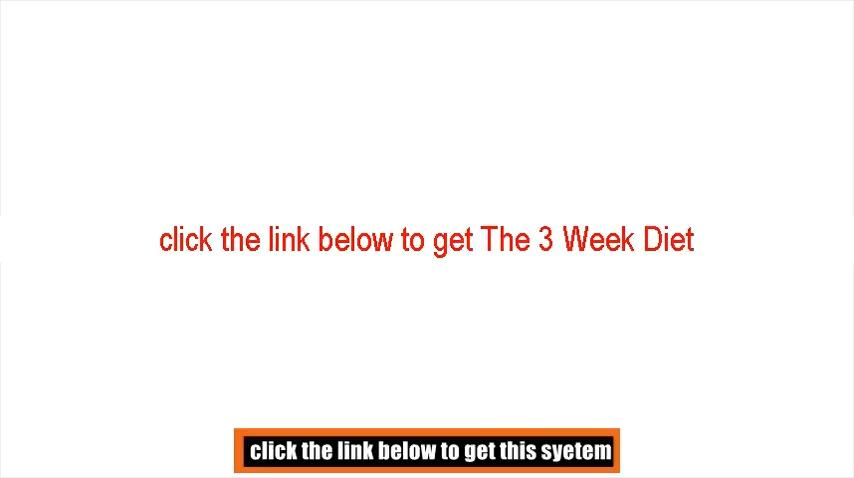 click the link below to get The 3 Week Diet
click the link below to get this syetem